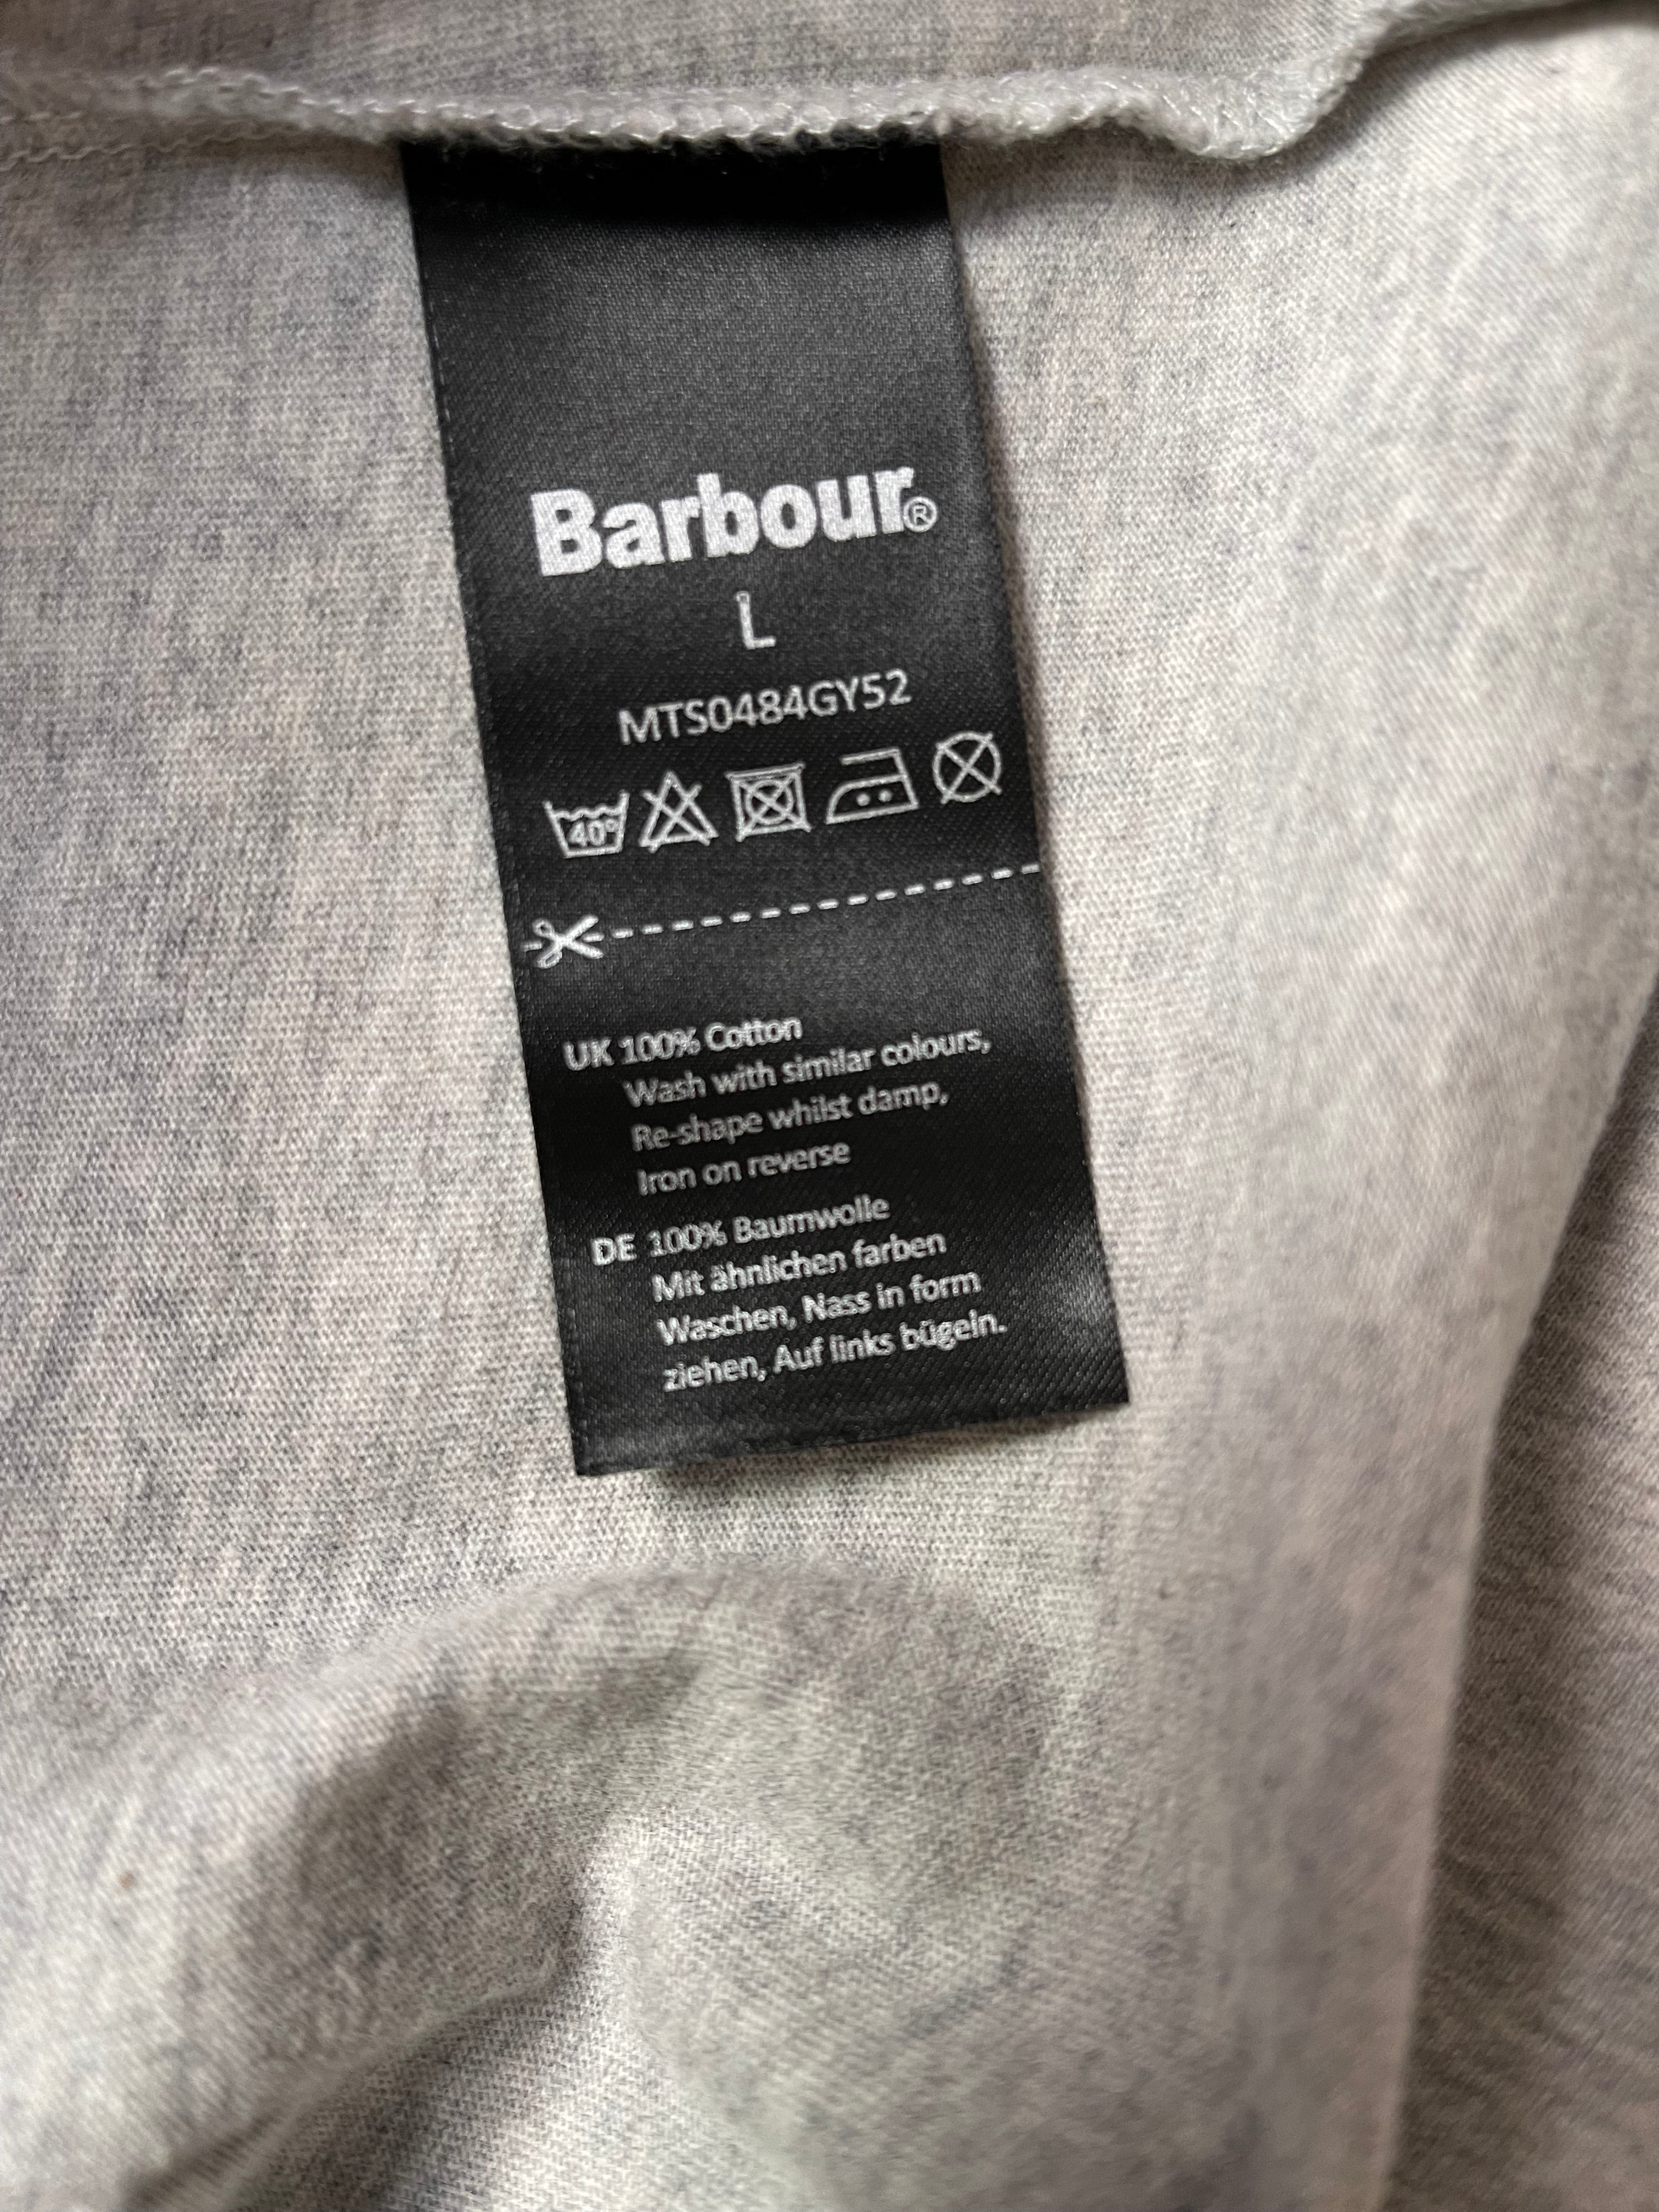 Barbour®
L
MTS0484GY52
40°
UK 100% Cotton
Wash with similar colours,
Re-shape whilst damp,
Iron on reverse
DE 100% Baumwolle
Mit ähnlichen farben
Waschen, Nass in form
ziehen, Auf links bügeln.